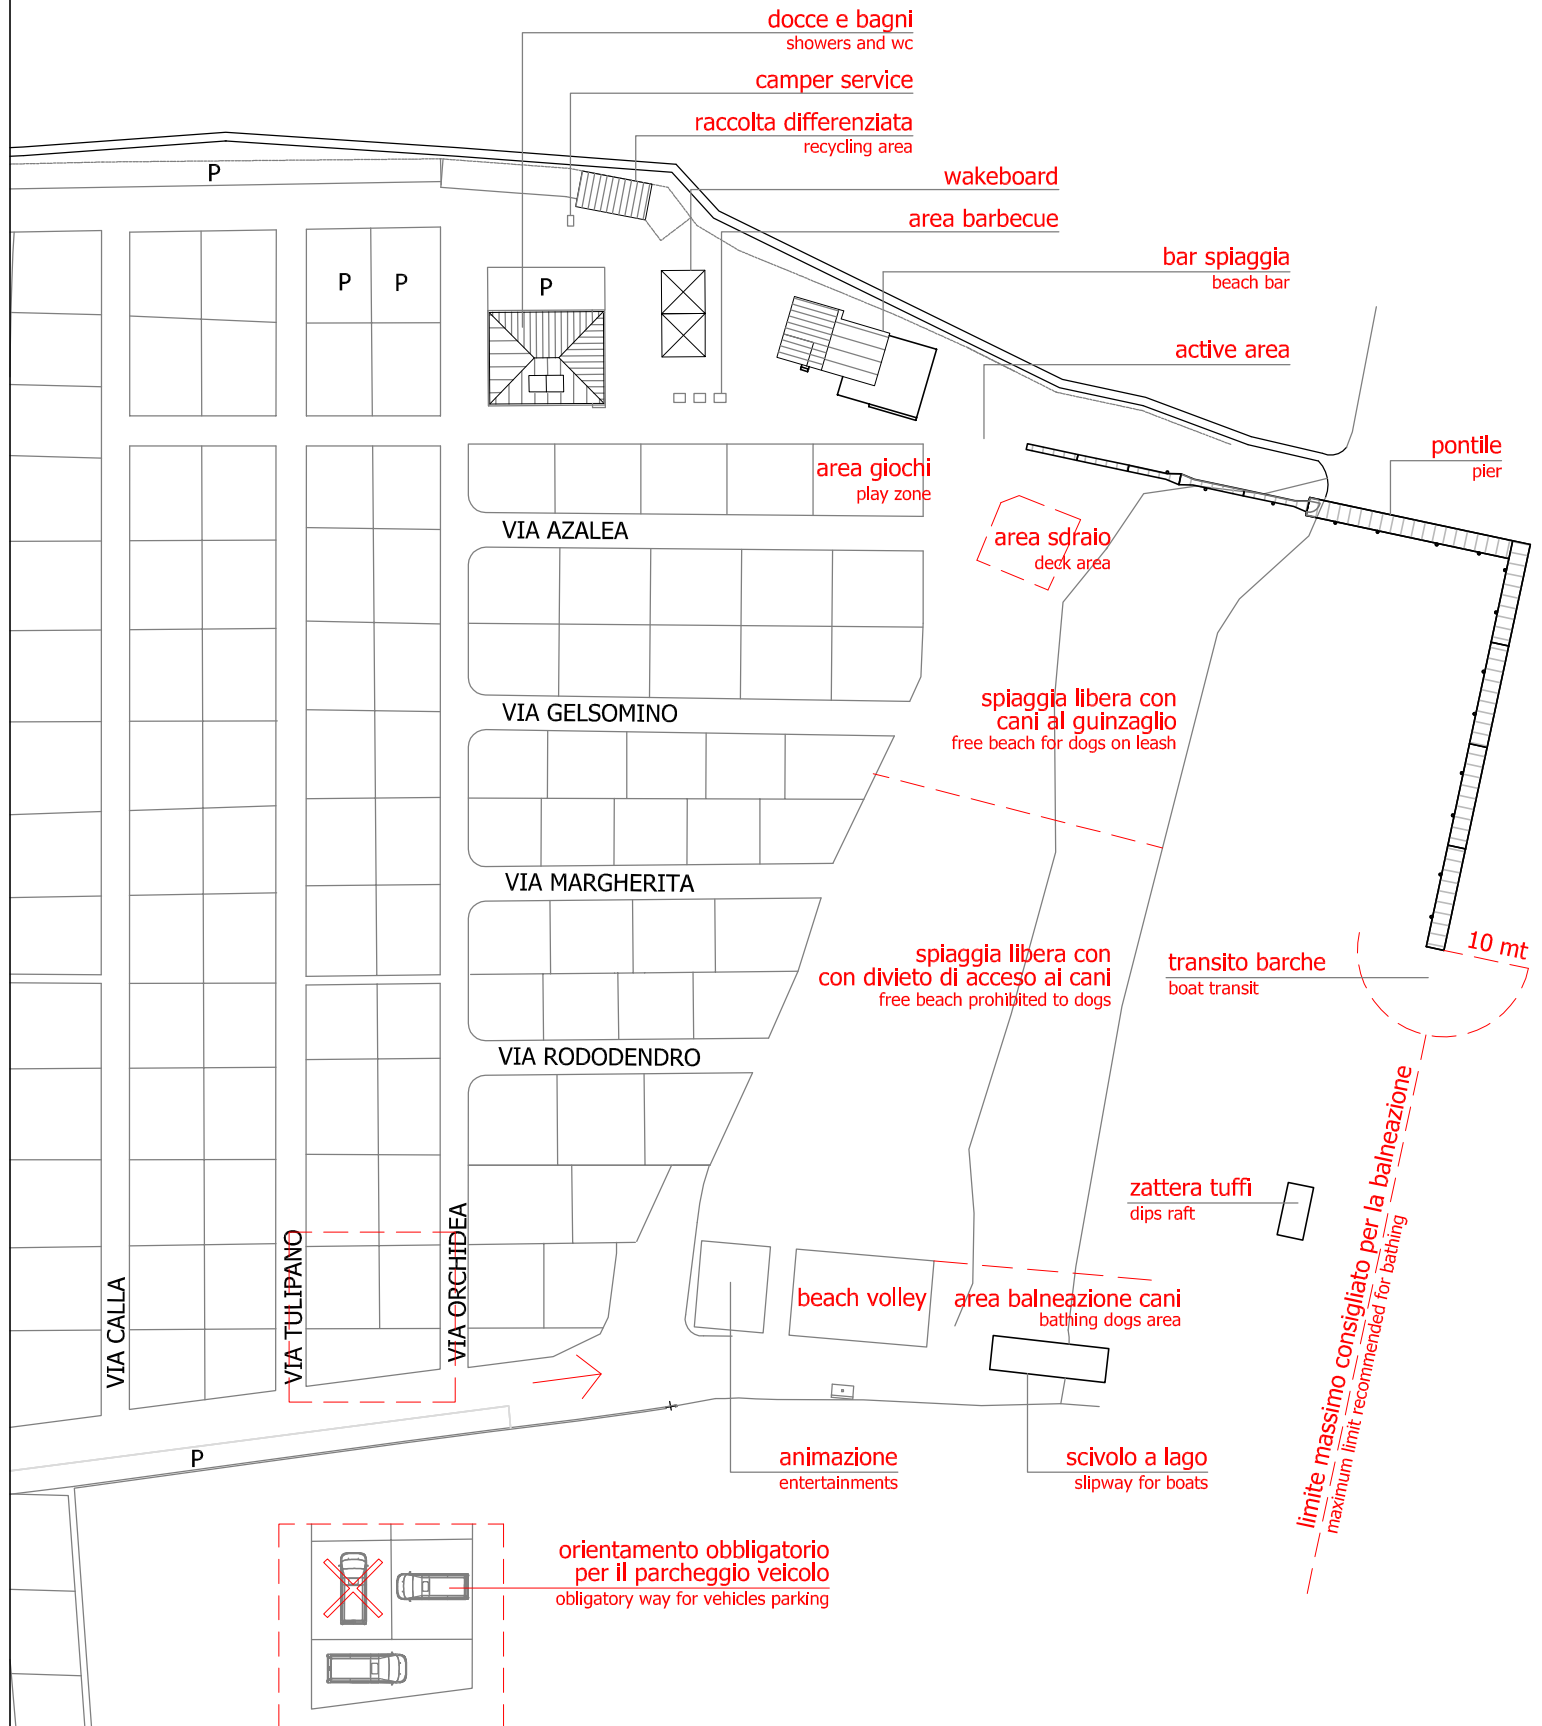 docce e bagni
showers and wc
camper service
raccolta differenziata
recycling area
wakeboard
area barbecue
bar spiaggia
beach bar
active area
pontile
pier
P
P
P
P
area giochi
play zone
VIA AZALEA
area sdraio
deck area
VIA GELSOMINO
spiaggia libera con
cani al guinzaglio
free beach for dogs on leash
VIA MARGHERITA
spiaggia libera con
con divieto di acceso ai cani
free beach prohibited to dogs
10 mt
transito barche
boat transit
VIA RODODENDRO
zattera tuffi
dips raft
VIA CALLA
VIA TULIPANO
VIA ORCHIDEA
beach volley
area balneazione cani
bathing dogs area
limite massimo consigliato per la balneazione
maximum limit recommended for bathing
P
animazione
entertainments
scivolo a lago
slipway for boats
orientamento obbligatorio
per il parcheggio veicolo
obligatory way for vehicles parking